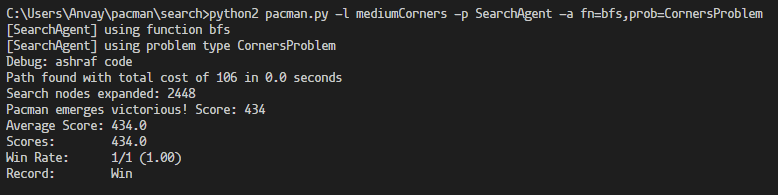 C:\Users\Anvay\pacman\search>python2 pacman.py –l mediumCorners –p SearchAgent –a fn=bfs,prob=CornersProblem
[SearchAgent] using function bfs
[SearchAgent] using problem type CornersProblem
Debug: ashraf code
Path found with total cost of 106 in 0.0 seconds
Search nodes expanded: 2448
Pacman emerges victorious! Score: 434
Average Score: 434.0
Scores:        434.0
Win Rate:      1/1 (1.00)
Record:        Win